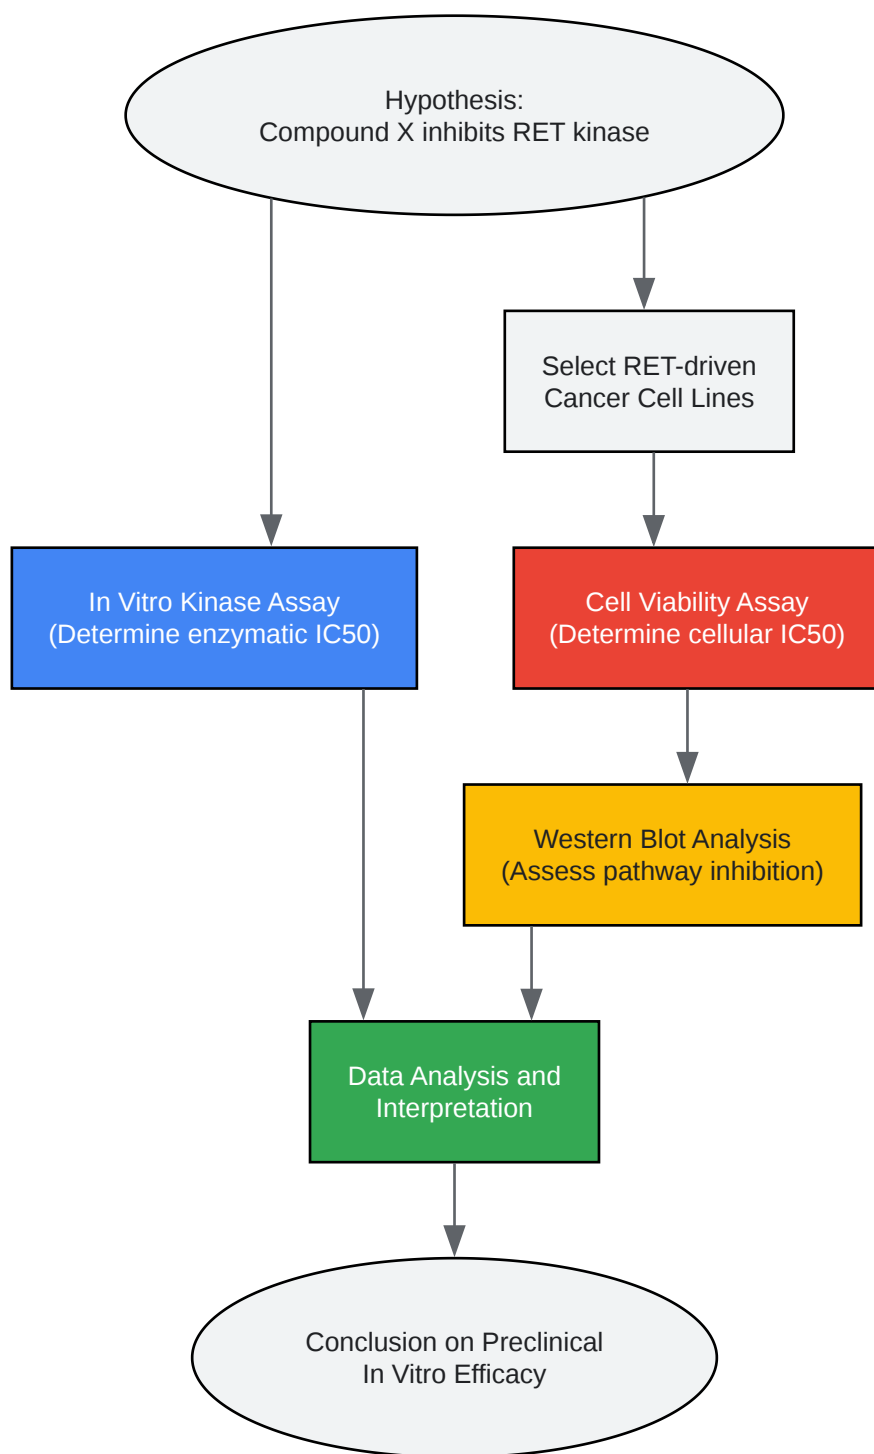 Hypothesis:
Compound X inhibits RET kinase
Select RET-driven
Cancer Cell Lines
In Vitro Kinase Assay
(Determine enzymatic IC50)
Cell Viability Assay
(Determine cellular IC50)
Western Blot Analysis
(Assess pathway inhibition)
Data Analysis and
Interpretation
Conclusion on Preclinical
In Vitro Efficacy